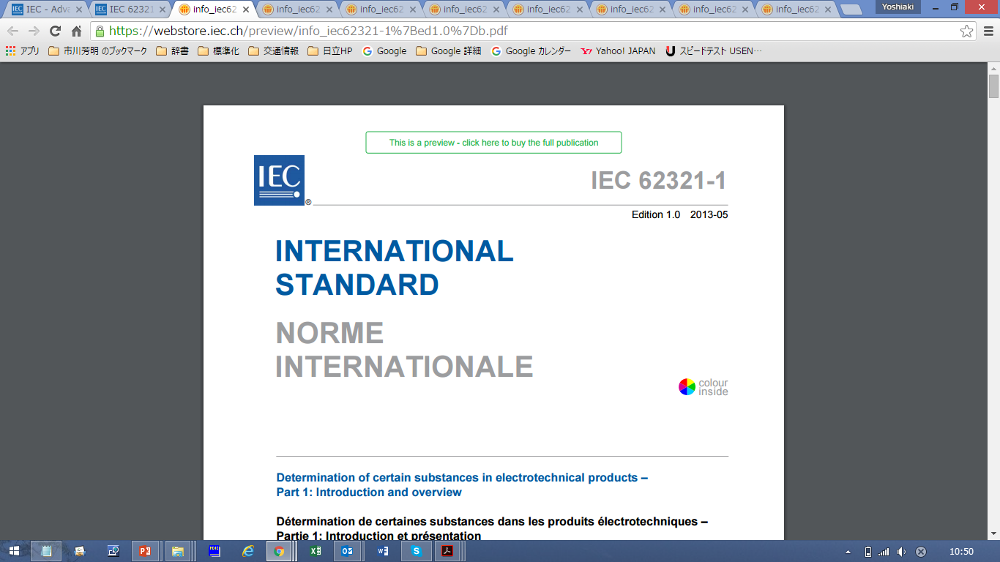 IEC - Adva
IEC 62321
info_iec62
info_iec62
info_iec62
info_iec62
info_iec62
info_iec62
info_iec62
info_iec62
Yoshiaki
https://webstore.iec.ch/preview/info_iec62321-1%7Bed1.0%7Db.pdf
アプリ 市川芳明 のブックマーク 辞書 標準化 交通情報 日立HP Google Google 詳細 Google カレンダー Yahoo! JAPAN スピードテスト USEN…
This is a preview - click here to buy the full publication
IEC
®
IEC 62321-1
Edition 1.0 2013-05
INTERNATIONAL
STANDARD
NORME
INTERNATIONALE
colour
inside
Determination of certain substances in electrotechnical products –
Part 1: Introduction and overview
Détermination de certaines substances dans les produits électrotechniques –
Partie 1: Introduction et présentation
10:50